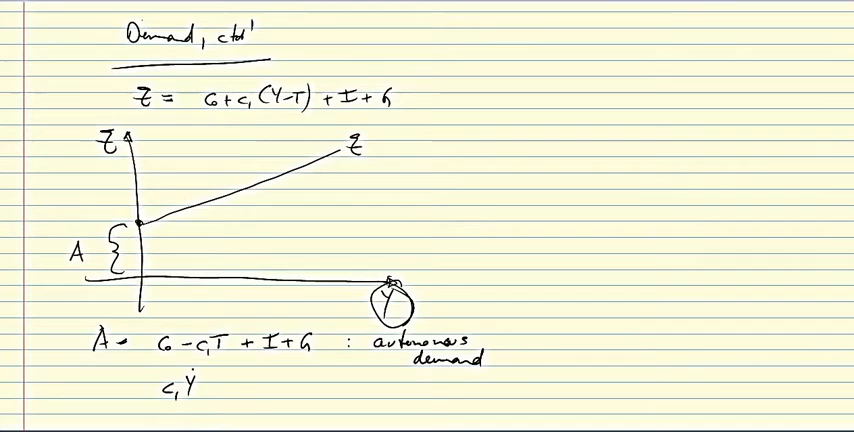 Demand, ctd'
Z = c₀ + c₁(Y-T) + I + G
Z
Z
A
Y
A = c₀ - c₁T + I + G : autonomous
demand
c₁Y